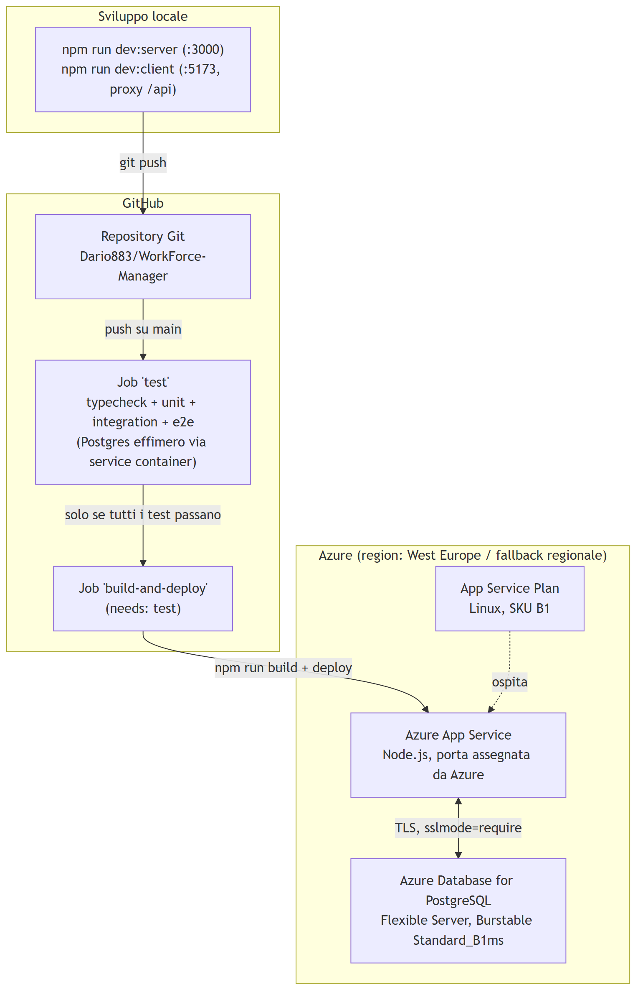 Sviluppo locale
npm run dev:server (:3000)
npm run dev:client (:5173,
proxy /api)
git push
GitHub
Repository Git
Dario883/WorkForce-
Manager
push su main
Job 'test'
typecheck + unit +
integration + e2e
(Postgres effimero via
service container)
solo se tutti i test passano
Job 'build-and-deploy'
(needs: test)
npm run build + deploy
Azure (region: West Europe / fallback regionale)
App Service Plan
Linux, SKU B1
ospita
Azure App Service
Node.js, porta assegnata
da Azure
TLS, sslmode=require
Azure Database for
PostgreSQL
Flexible Server, Burstable
Standard_B1ms